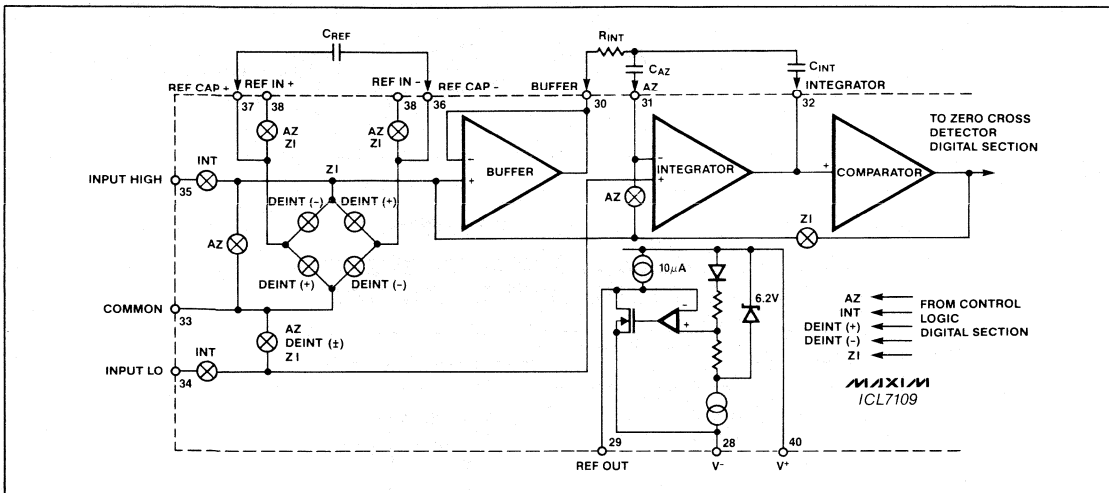 CREF
RINT
CAZ
CINT
REF CAP +
REF IN +
REF IN -
REF CAP -
BUFFER
AZ
INTEGRATOR
37
38
38
36
30
31
32
TO ZERO CROSS
DETECTOR
DIGITAL SECTION
AZ
ZI
AZ
ZI
INT
INPUT HIGH
35
ZI
-
+
BUFFER
-
+
INTEGRATOR
+
COMPARATOR
DEINT (-)
DEINT (+)
AZ
AZ
ZI
DEINT (+)
DEINT (-)
10μA
6.2V
-
+
COMMON
33
AZ
DEINT (±)
ZI
INT
INPUT LO
34
AZ
INT
DEINT (+)
DEINT (-)
ZI
FROM CONTROL
LOGIC
DIGITAL SECTION
MAXIM
ICL7109
29
28
40
REF OUT
V-
V+